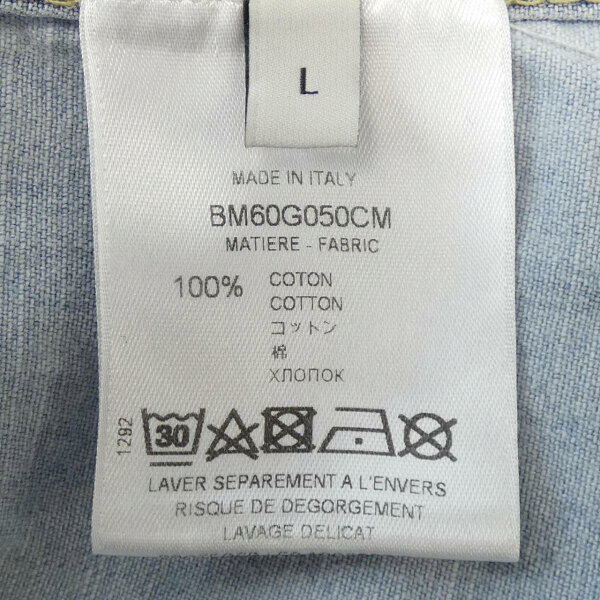 L
MADE IN ITALY
BM60G050CM
MATIERE - FABRIC
100% COTON
COTTON
コットン
棉
ХЛОПОК
1292
30
LAVER SEPAREMENT A L'ENVERS
RISQUE DE DEGORGEMENT
LAVAGE DELICAT